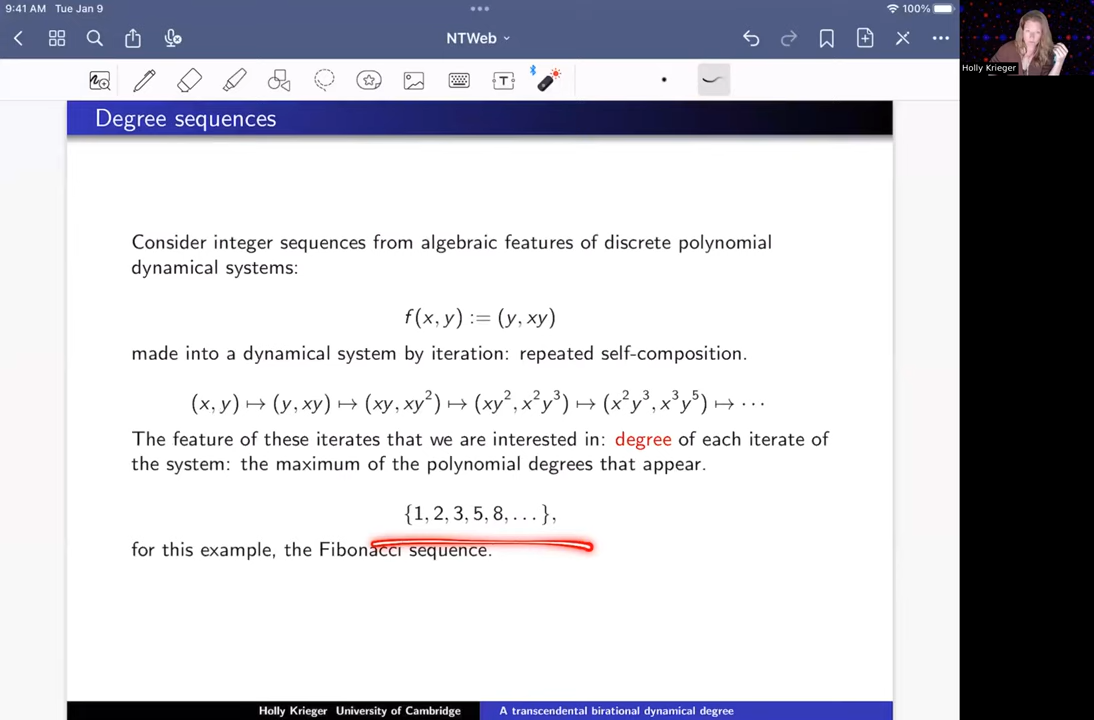 9:41 AM Tue Jan 9
100%
NTWeb
Holly Krieger
Degree sequences
Consider integer sequences from algebraic features of discrete polynomial
dynamical systems:
f(x, y) := (y, xy)
made into a dynamical system by iteration: repeated self-composition.
(x, y) ↦ (y, xy) ↦ (xy, xy²) ↦ (xy², x²y³) ↦ (x²y³, x³y⁵) ↦ ⋯
The feature of these iterates that we are interested in: degree of each iterate of
the system: the maximum of the polynomial degrees that appear.
{1, 2, 3, 5, 8, . . . },
for this example, the Fibonacci sequence.
Holly Krieger University of Cambridge
A transcendental birational dynamical degree